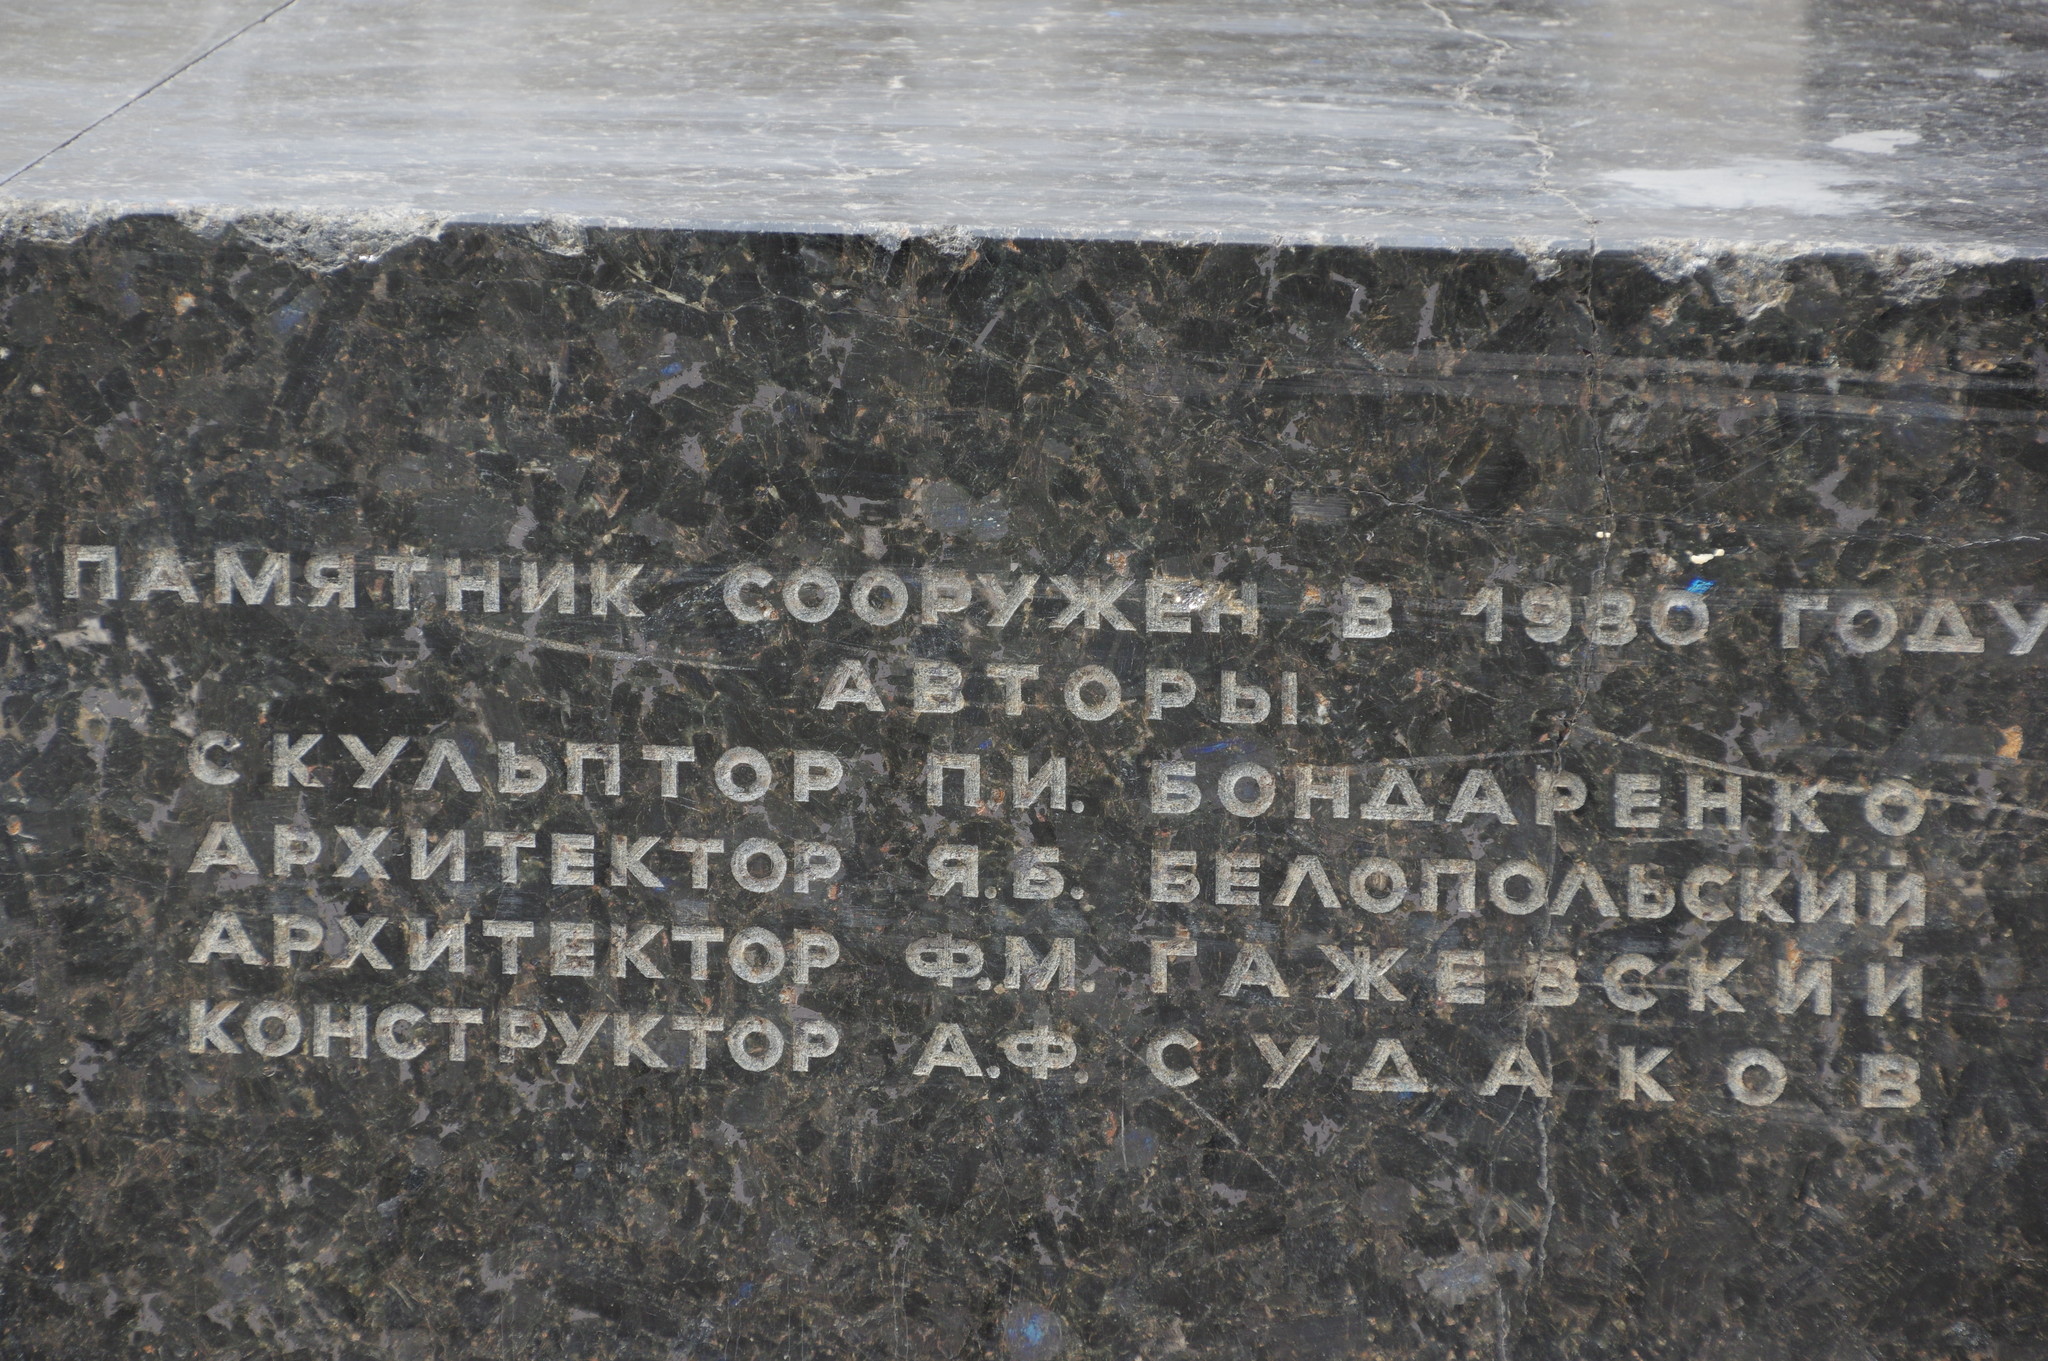 ПАМЯТНИК СООРУЖЕН В 1980 ГОДУ
АВТОРЫ
СКУЛЬПТОР П.И. БОНДАРЕНКО
АРХИТЕКТОР Я.Б. БЕЛОПОЛЬСКИЙ
АРХИТЕКТОР Ф.М. ГАЖЕВСКИЙ
КОНСТРУКТОР А.Ф. СУДАКОВ